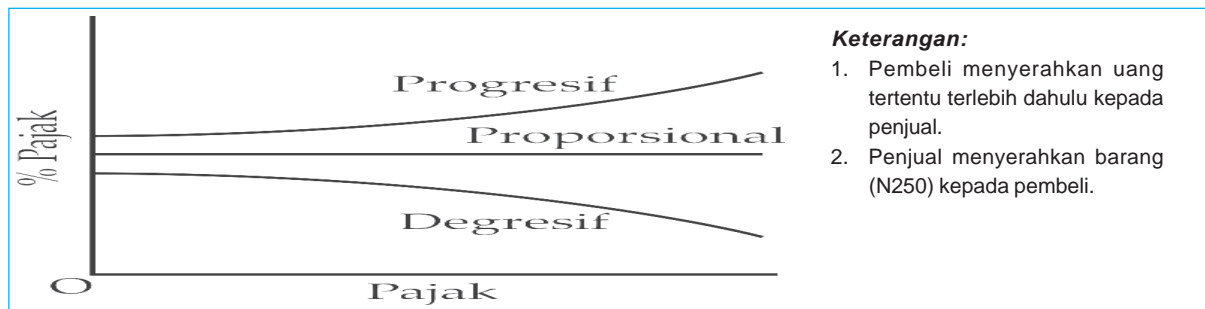 % Pajak
Progresif
Proporsional
Degresif
O
Pajak
Keterangan:
1. Pembeli menyerahkan uang
tertentu terlebih dahulu kepada
penjual.
2. Penjual menyerahkan barang
(N250) kepada pembeli.